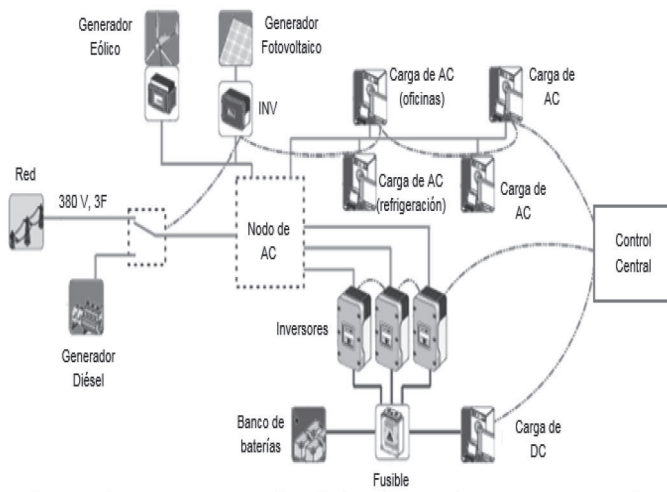 Generador
Eólico
Generador
Fotovoltaico
INV
Carga de AC
(oficinas)
Carga de
AC
Carga de AC
(refrigeración)
Carga de
AC
Red
380 V, 3F
Nodo de
AC
Control
Central
Generador
Diésel
Inversores
Banco de
baterías
Fusible
Carga de
DC